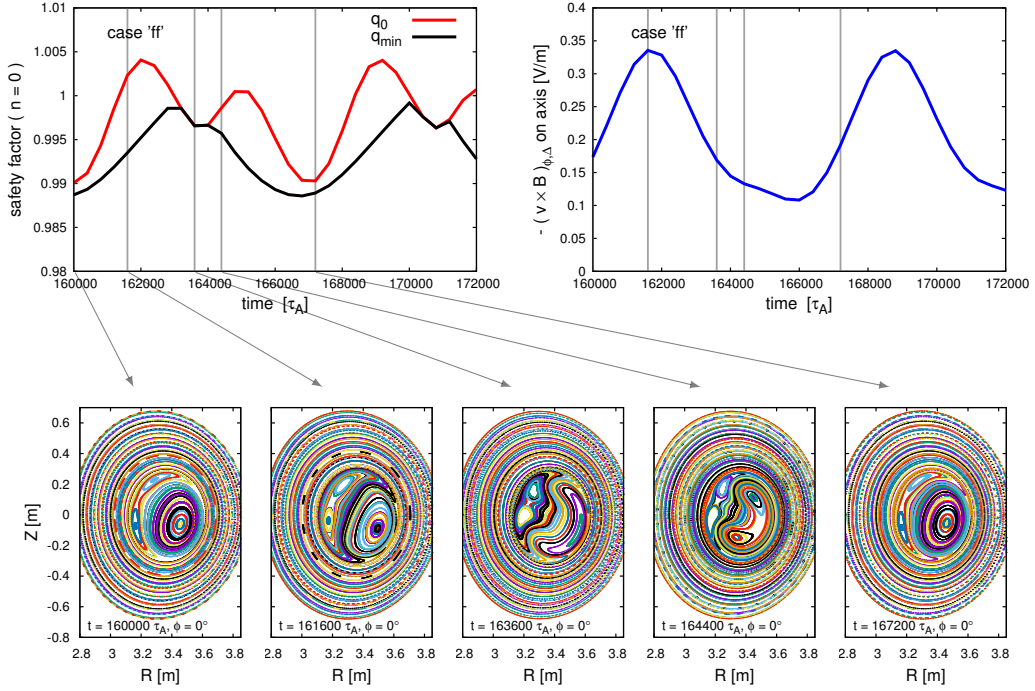 1.01
1.005
1
0.995
0.99
0.985
0.98
safety factor ( n = 0 )
case 'ff'
q0
qmin
160000 162000 164000 166000 168000 170000 172000
time [τA]
0.4
0.35
0.3
0.25
0.2
0.15
0.1
0.05
0
- ( v × B )ϕ,Δ on axis [V/m]
case 'ff'
160000 162000 164000 166000 168000 170000 172000
time [τA]
0.6
0.4
0.2
0
-0.2
-0.4
-0.6
-0.8
Z [m]
t = 160000 τA, ϕ = 0°
t = 161600 τA, ϕ = 0°
t = 163600 τA, ϕ = 0°
t = 164400 τA, ϕ = 0°
t = 167200 τA, ϕ = 0°
2.8 3 3.2 3.4 3.6 3.8
2.8 3 3.2 3.4 3.6 3.8
2.8 3 3.2 3.4 3.6 3.8
2.8 3 3.2 3.4 3.6 3.8
2.8 3 3.2 3.4 3.6 3.8
R [m]
R [m]
R [m]
R [m]
R [m]